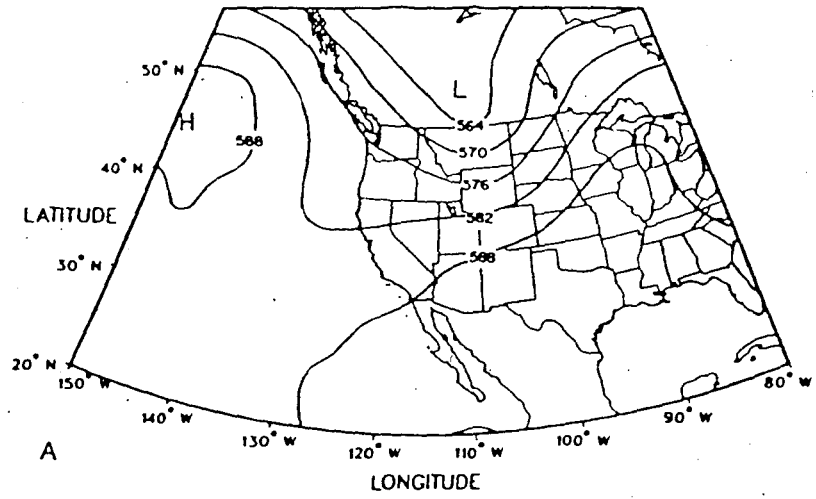 50° N
H
588
L
564
570
40° N
576
LATITUDE
582
588
30° N
20° N
150° W
80° W
140° W
90° W
130° W
120° W
110° W
100° W
A
LONGITUDE